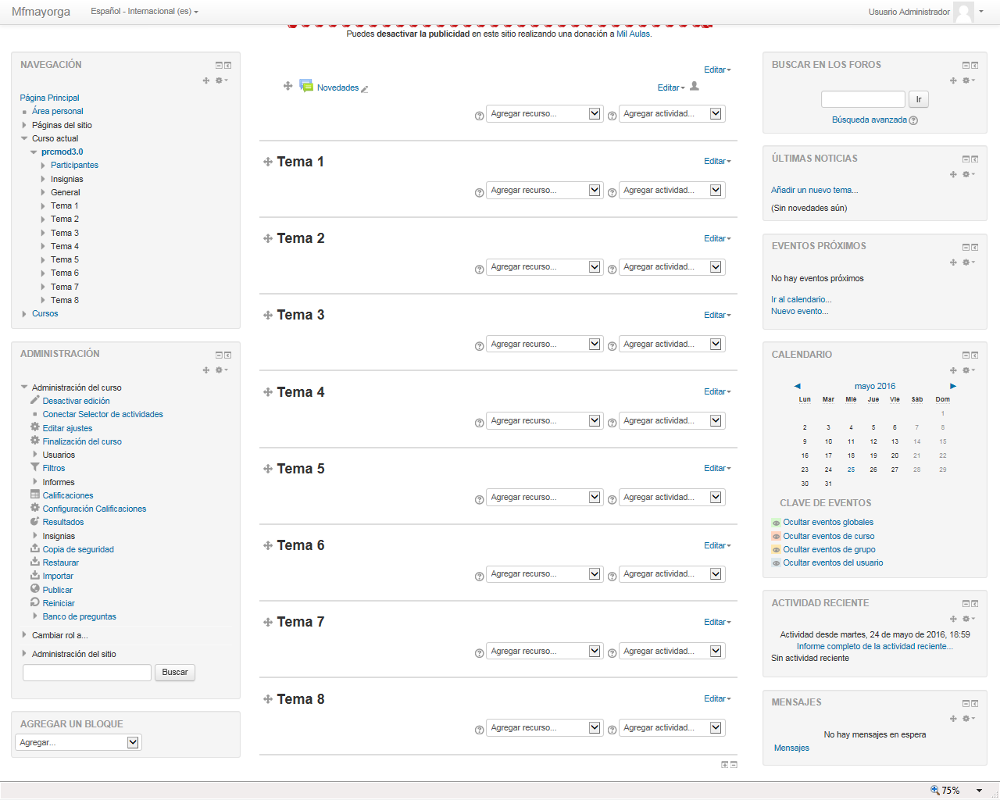 Mfmayorga
Español - Internacional (es)
Usuario Administrador
Puedes desactivar la publicidad en este sitio realizando una donación a Mil Aulas.
NAVEGACIÓN
Página Principal
Área personal
Páginas del sitio
Curso actual
prcmod3.0
Participantes
Insignias
General
Tema 1
Tema 2
Tema 3
Tema 4
Tema 5
Tema 6
Tema 7
Tema 8
Cursos
ADMINISTRACIÓN
Administración del curso
Desactivar edición
Conectar Selector de actividades
Editar ajustes
Finalización del curso
Usuarios
Filtros
Informes
Calificaciones
Configuración Calificaciones
Resultados
Insignias
Copia de seguridad
Restaurar
Importar
Publicar
Reiniciar
Banco de preguntas
Cambiar rol a...
Administración del sitio
Buscar
AGREGAR UN BLOQUE
Agregar...
Editar
Novedades Editar
Agregar recurso... Agregar actividad...
Tema 1 Editar
Agregar recurso... Agregar actividad...
Tema 2 Editar
Agregar recurso... Agregar actividad...
Tema 3 Editar
Agregar recurso... Agregar actividad...
Tema 4 Editar
Agregar recurso... Agregar actividad...
Tema 5 Editar
Agregar recurso... Agregar actividad...
Tema 6 Editar
Agregar recurso... Agregar actividad...
Tema 7 Editar
Agregar recurso... Agregar actividad...
Tema 8 Editar
Agregar recurso... Agregar actividad...
BUSCAR EN LOS FOROS
Ir
Búsqueda avanzada
ÚLTIMAS NOTICIAS
Añadir un nuevo tema...
(Sin novedades aún)
EVENTOS PRÓXIMOS
No hay eventos próximos
Ir al calendario...
Nuevo evento...
CALENDARIO
mayo 2016
Lun Mar Mié Jue Vie Sáb Dom
1
2 3 4 5 6 7 8
9 10 11 12 13 14 15
16 17 18 19 20 21 22
23 24 25 26 27 28 29
30 31
CLAVE DE EVENTOS
Ocultar eventos globales
Ocultar eventos de curso
Ocultar eventos de grupo
Ocultar eventos del usuario
ACTIVIDAD RECIENTE
Actividad desde martes, 24 de mayo de 2016, 18:59
Informe completo de la actividad reciente...
Sin actividad reciente
MENSAJES
No hay mensajes en espera
Mensajes
75%